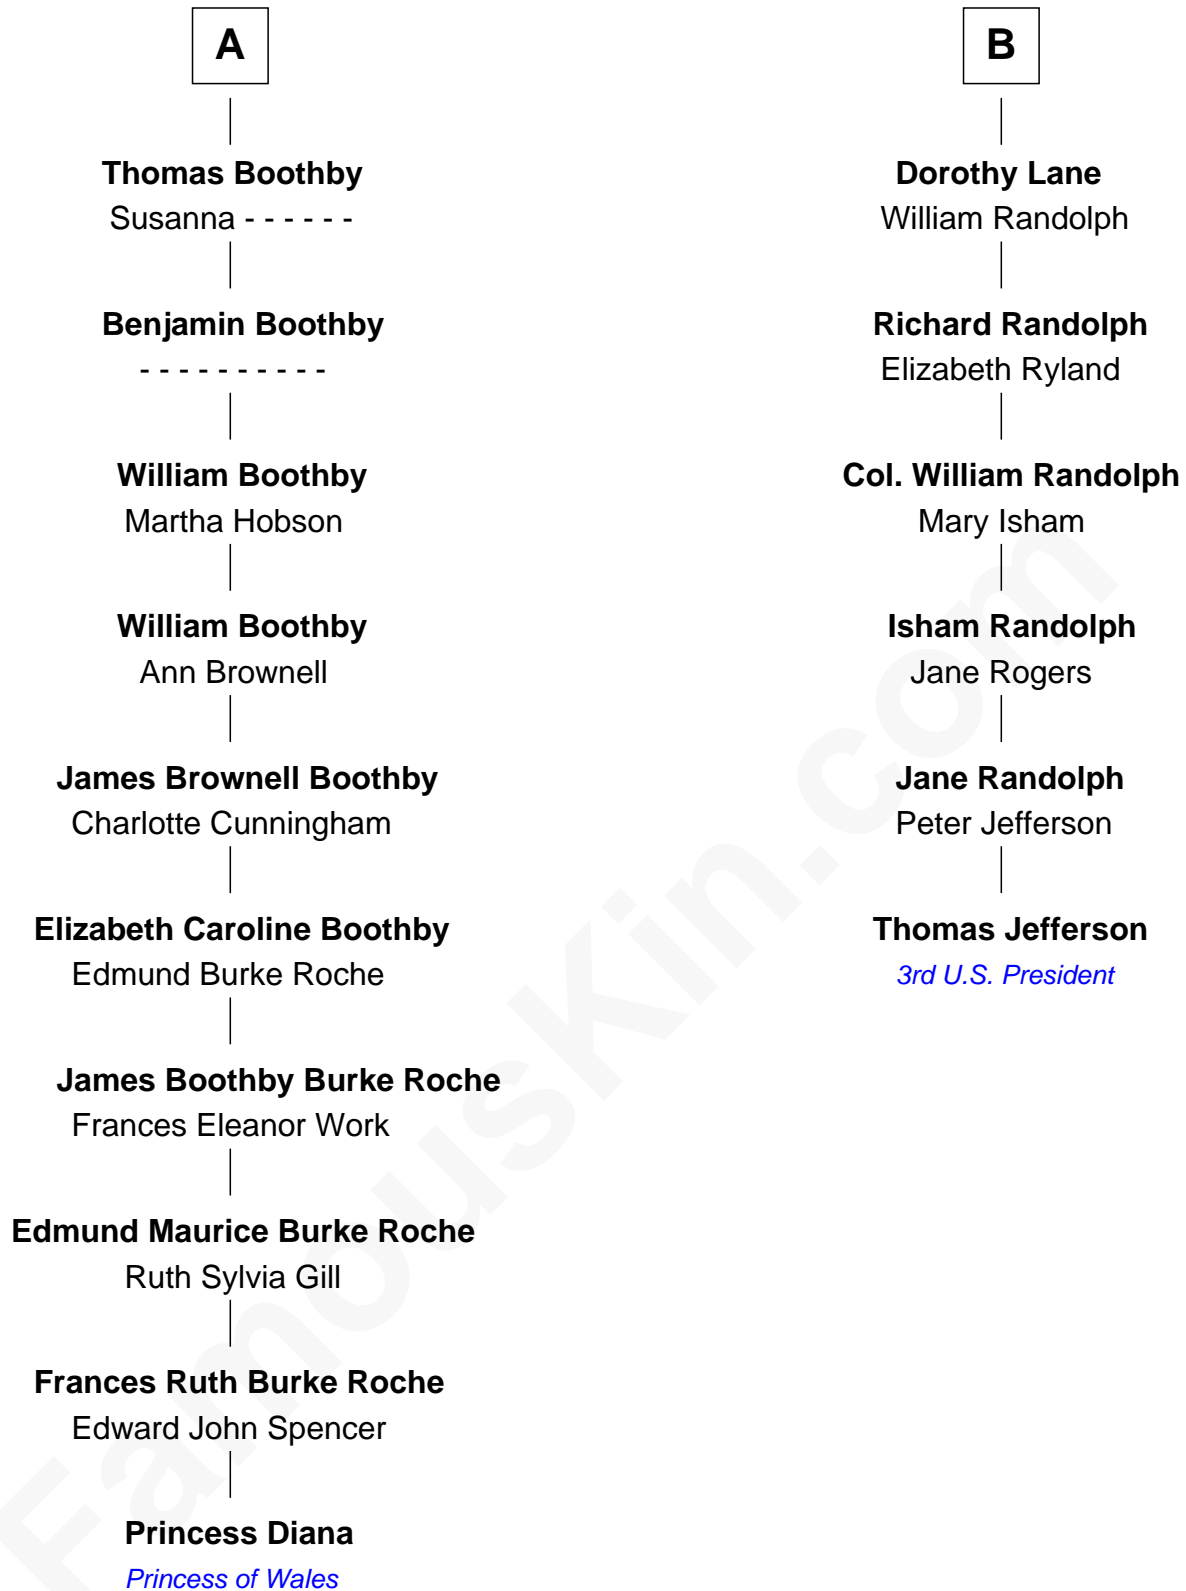 A
Thomas Boothby
Susanna - - - - - -
Benjamin Boothby
- - - - - - - - - -
William Boothby
Martha Hobson
William Boothby
Ann Brownell
James Brownell Boothby
Charlotte Cunningham
Elizabeth Caroline Boothby
Edmund Burke Roche
James Boothby Burke Roche
Frances Eleanor Work
Edmund Maurice Burke Roche
Ruth Sylvia Gill
Frances Ruth Burke Roche
Edward John Spencer
Princess Diana
Princess of Wales
B
Dorothy Lane
William Randolph
Richard Randolph
Elizabeth Ryland
Col. William Randolph
Mary Isham
Isham Randolph
Jane Rogers
Jane Randolph
Peter Jefferson
Thomas Jefferson
3rd U.S. President
FamousKin.com